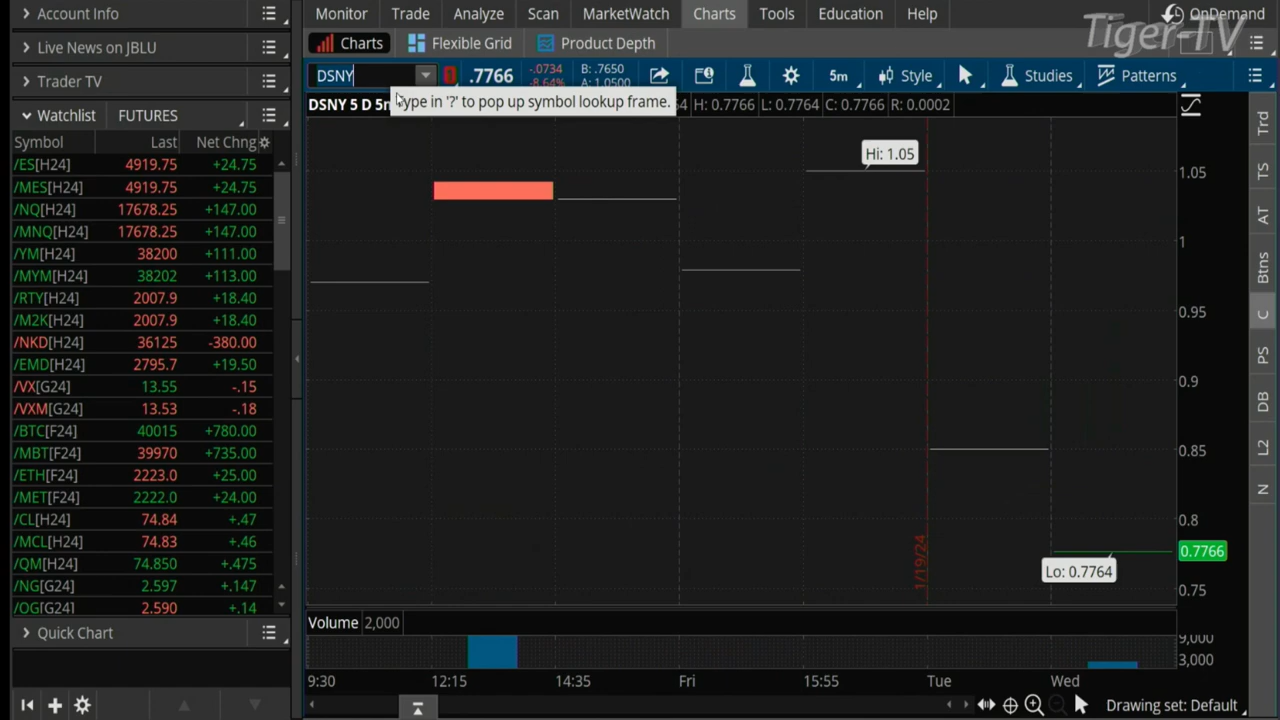 Account Info
Live News on JBLU
Trader TV
Watchlist FUTURES
Symbol Last Net Chng
/ES[H24] 4919.75 +24.75
/MES[H24] 4919.75 +24.75
/NQ[H24] 17678.25 +147.00
/MNQ[H24] 17678.25 +147.00
/YM[H24] 38200 +111.00
/MYM[H24] 38202 +113.00
/RTY[H24] 2007.9 +18.40
/M2K[H24] 2007.9 +18.40
/NKD[H24] 36125 -380.00
/EMD[H24] 2795.7 +19.50
/VX[G24] 13.55 -.15
/VXM[G24] 13.53 -.18
/BTC[F24] 40015 +780.00
/MBT[F24] 39970 +735.00
/ETH[F24] 2223.0 +25.00
/MET[F24] 2222.0 +24.00
/CL[H24] 74.84 +.47
/MCL[H24] 74.83 +.46
/QM[H24] 74.850 +.475
/NG[H24] 2.597 +.147
/OG[H24] 2.590 +.14
Quick Chart
Monitor Trade Analyze Scan MarketWatch Charts Tools Education Help
OnDemand
Tiger-TV
Charts Flexible Grid Product Depth
DSNY .7766 -.0734 -8.64% B: .7650 A: 1.0500 5m Style Studies Patterns
Type in '?' to pop up symbol lookup frame.
DSNY 5 D 5m 64 H: 0.7766 L: 0.7764 C: 0.7766 R: 0.0002
Hi: 1.05
1.05
1
0.95
0.9
0.85
0.8
0.7766
0.75
Lo: 0.7764
1/19/24
Volume 2,000
9,000
3,000
9:30 12:15 14:35 Fri 15:55 Tue Wed
Drawing set: Default
Trd
TS
AT
Btns
C
PS
DB
L2
N